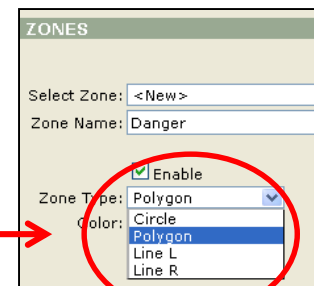 ZONES
Select Zone: <New>
Zone Name: Danger
Enable
Zone Type: Polygon
Color: Circle
Polygon
Line L
Line R